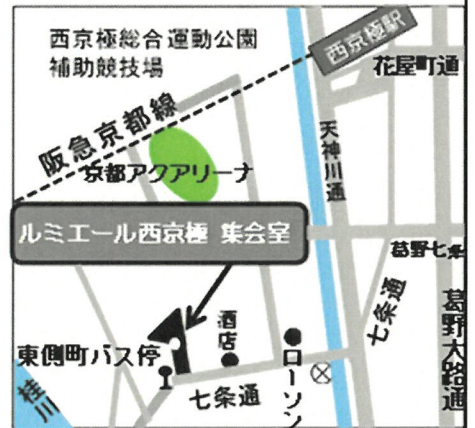 西京極総合運動公園
補助競技場
西京極駅
花屋町通
阪急京都線
天神川通
京都アクアリーナ
ルミエール西京極 集会室
葛野七条
葛野大路通
七条通
酒店
ローソン
東側町バス停
七条通
桂川